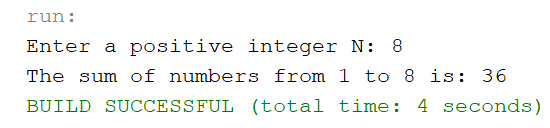 run:
Enter a positive integer N: 8
The sum of numbers from 1 to 8 is: 36
BUILD SUCCESSFUL (total time: 4 seconds)